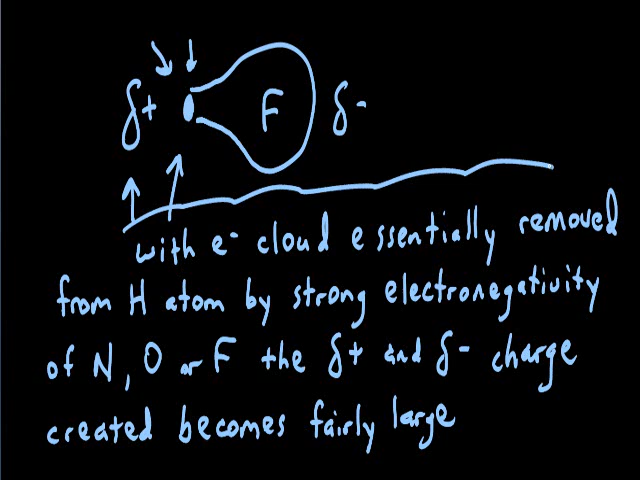 δ+ F δ-
with e- cloud essentially removed
from H atom by strong electronegativity
of N, O or F the δ+ and δ- charge
created becomes fairly large